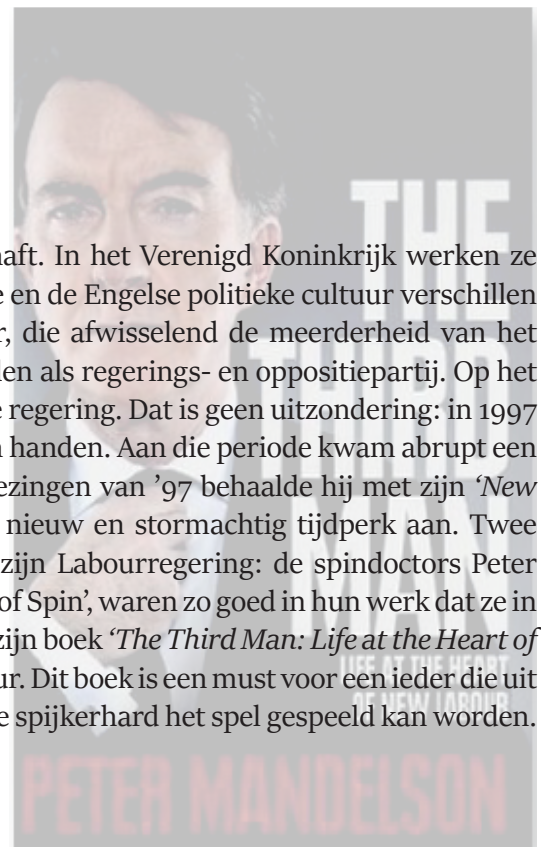 THE
THIRD
MAN
LIFE AT THE HEART
OF NEW LABOUR
PETER MANDELSON
In het Verenigd Koninkrijk werken ze
en de Engelse politieke cultuur verschillen
die afwisselend de meerderheid van het
als regerings- en oppositiepartij. Op het
regering. Dat is geen uitzondering: in 1997
handen. Aan die periode kwam abrupt een
van ’97 behaalde hij met zijn ‘New
nieuw en stormachtig tijdperk aan. Twee
zijn Labourregering: de spindoctors Peter
of Spin’, waren zo goed in hun werk dat ze in
zijn boek ‘The Third Man: Life at the Heart of
Dit boek is een must voor een ieder die uit
spijkerhard het spel gespeeld kan worden.